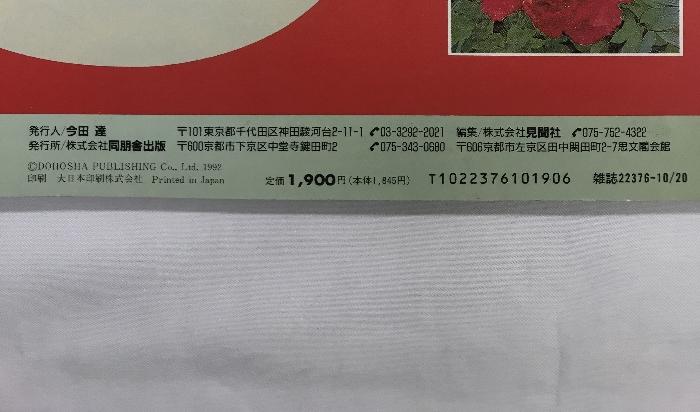 発行人/今田 達 〒101東京都千代田区神田駿河台2-11-1 ☎03-3292-2021 編集/株式会社見聞社 ☎075-752-4322
発行所/株式会社同朋舎出版 〒600京都市下京区中堂寺鍵田町2 ☎075-343-0690 〒606京都市左京区田中関田町2-7思文閣会館
©DOHOSHA PUBLISHING Co., Ltd. 1992
印刷 大日本印刷株式会社 Printed in Japan 定価 1,900円(本体1,845円) T1022376101906 雑誌22376-10/20